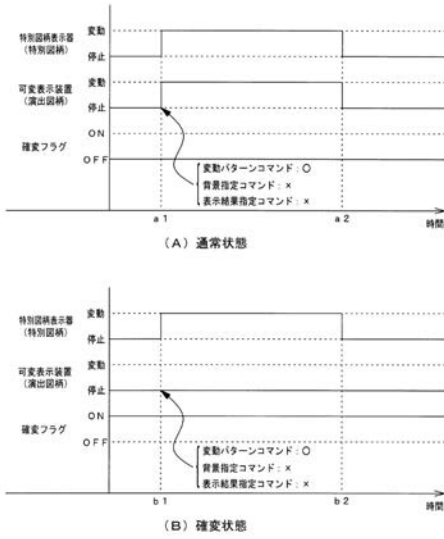 特別図柄表示器
(特別図柄)
変動
停止
可変表示装置
(演出図柄)
変動
停止
確変フラグ
ON
OFF
変動パターンコマンド:○
背景指定コマンド:×
表示結果指定コマンド:×
a1
a2
時間
(A) 通常状態
特別図柄表示器
(特別図柄)
変動
停止
可変表示装置
(演出図柄)
変動
停止
確変フラグ
ON
OFF
変動パターンコマンド:○
背景指定コマンド:×
表示結果指定コマンド:×
b1
b2
時間
(B) 確変状態